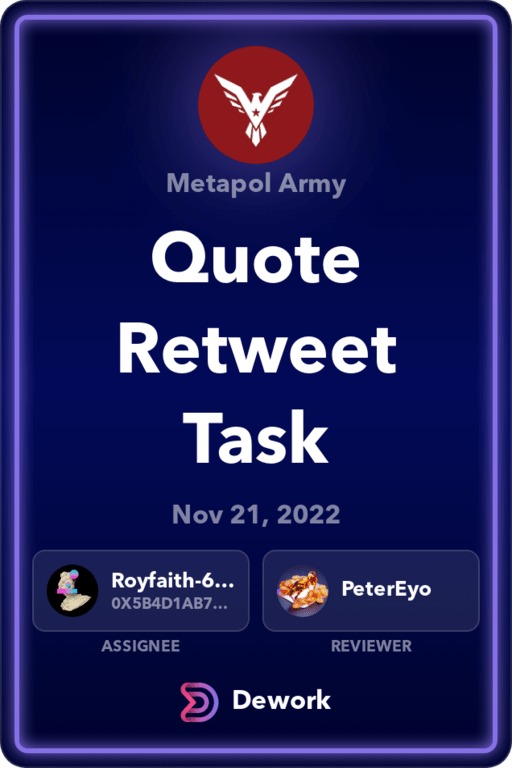 Metapol Army
Quote
Retweet
Task
Nov 21, 2022
Royfaith-6...
0X5B4D1AB7...
ASSIGNEE
PeterEyo
REVIEWER
Dework